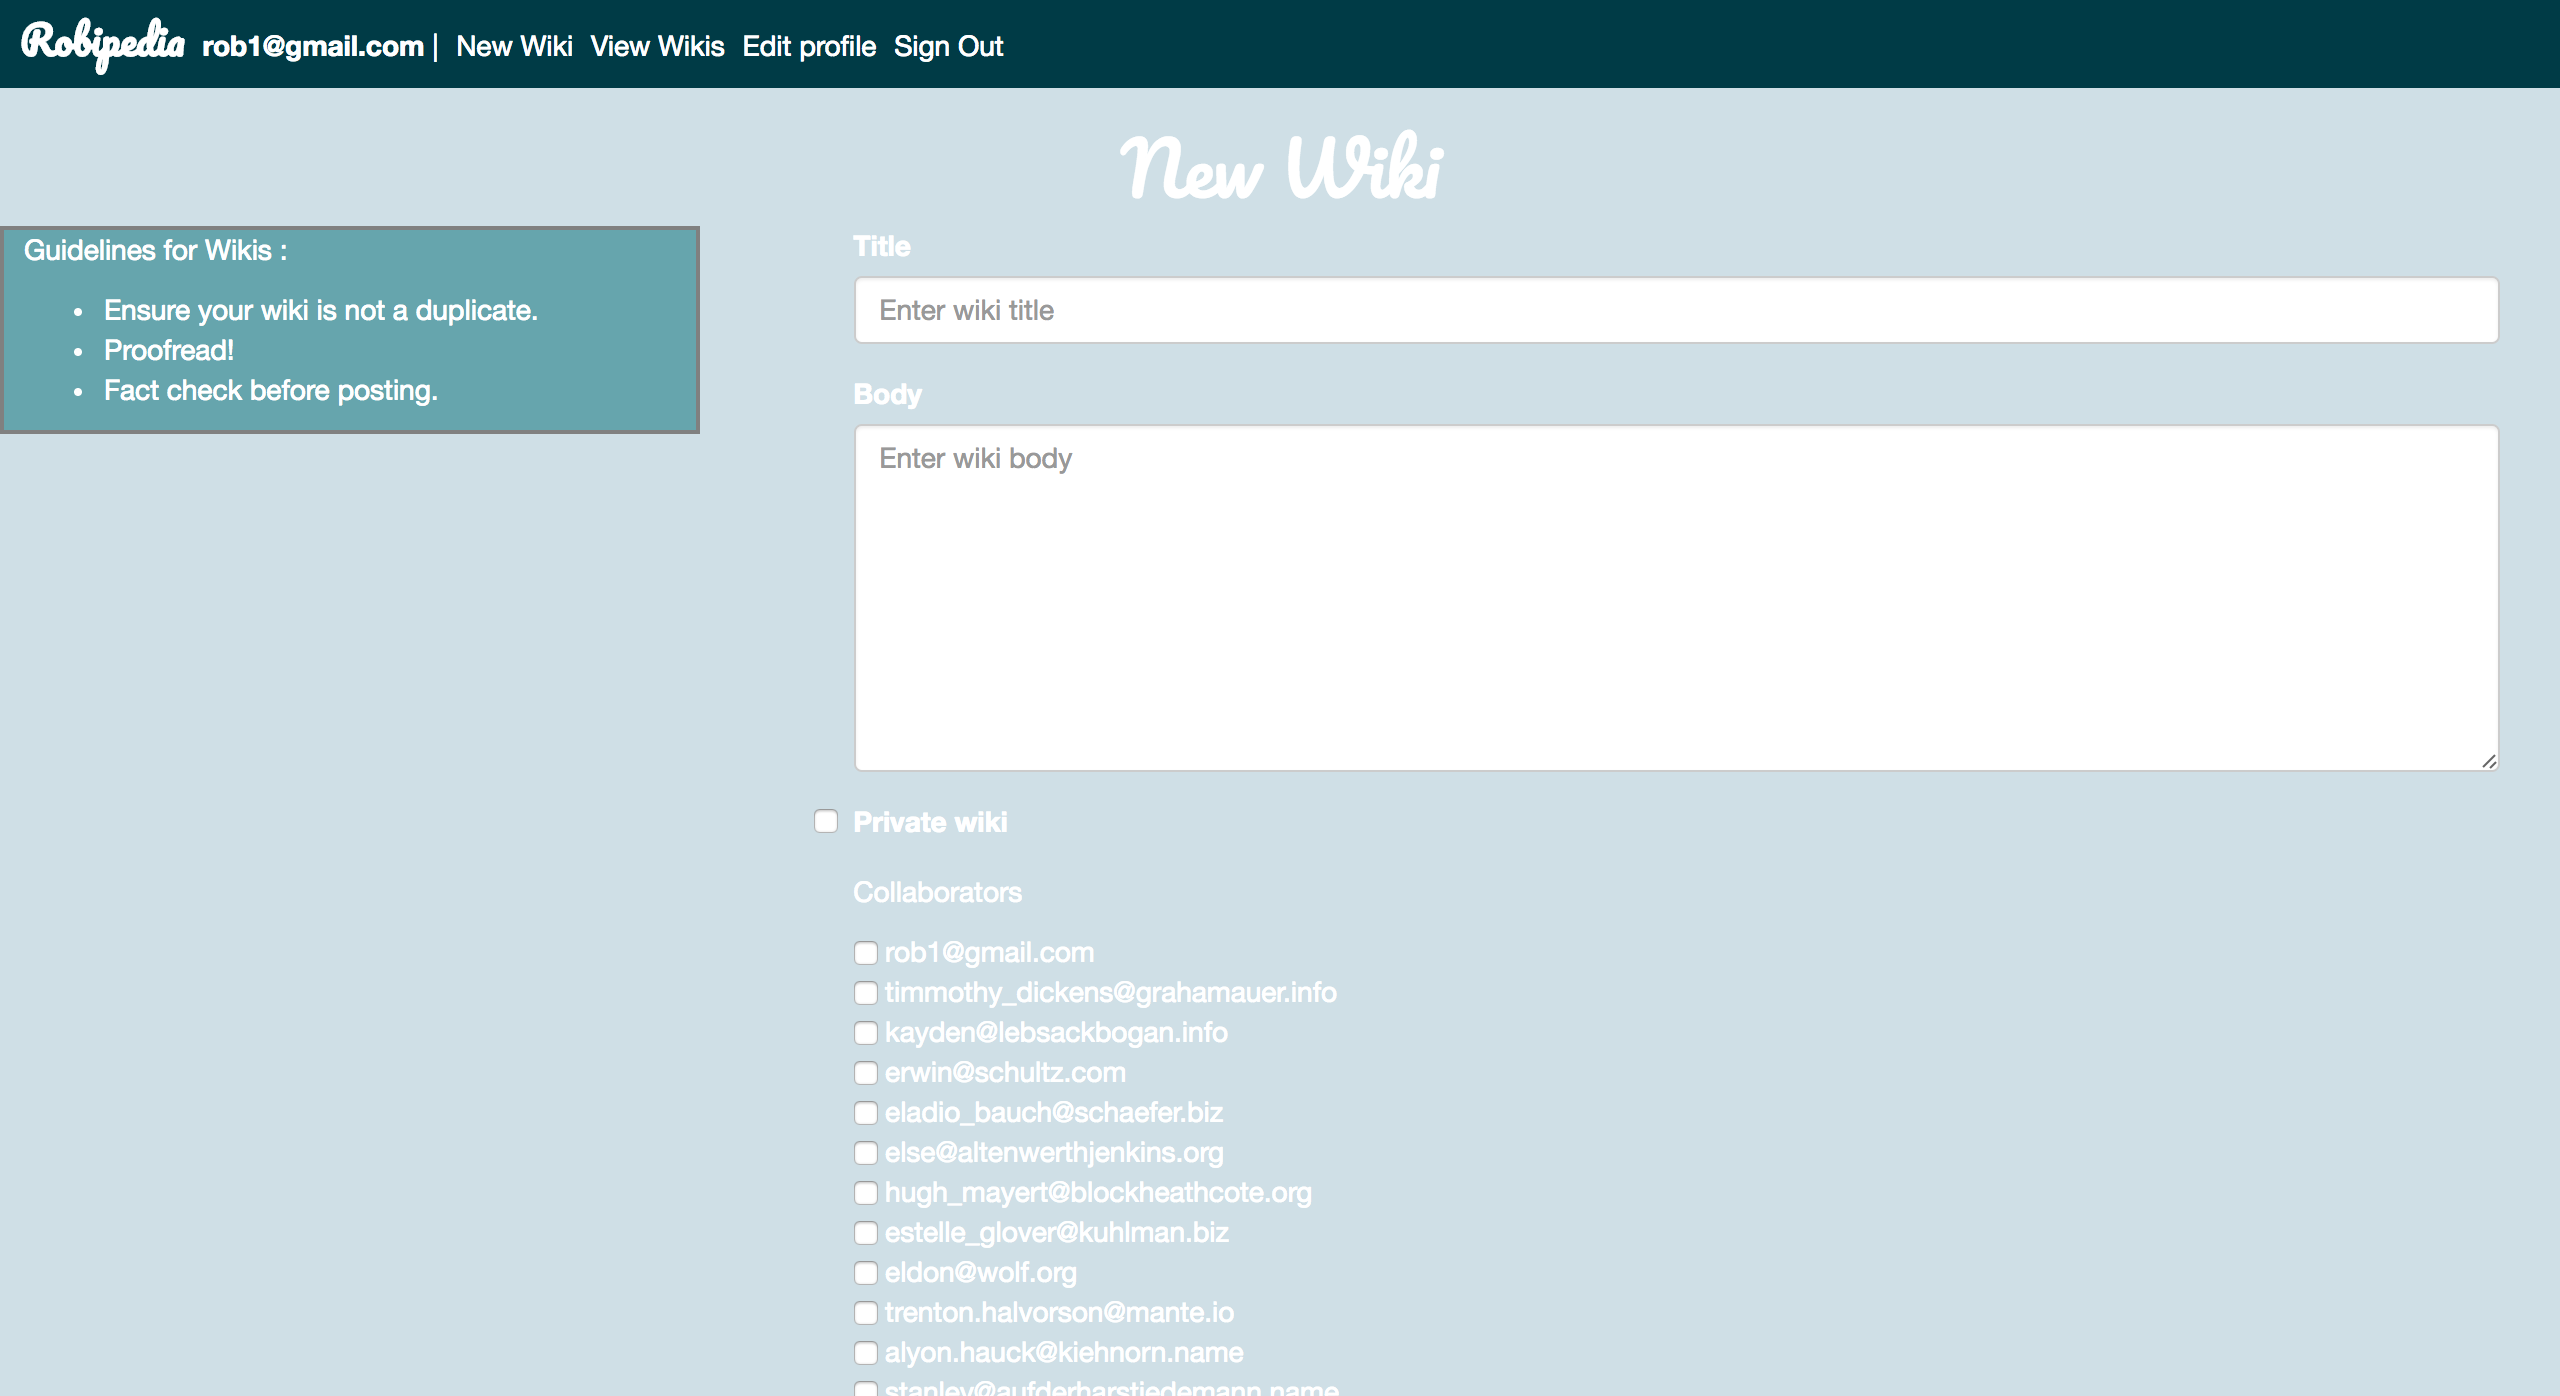 Robipedia rob1@gmail.com | New Wiki View Wikis Edit profile Sign Out
New Wiki
Guidelines for Wikis :
• Ensure your wiki is not a duplicate.
• Proofread!
• Fact check before posting.
Title
Enter wiki title
Body
Enter wiki body
Private wiki
Collaborators
rob1@gmail.com
timmothy_dickens@grahamauer.info
kayden@lebsackbogan.info
erwin@schultz.com
eladio_bauch@schaefer.biz
else@altenwerthjenkins.org
hugh_mayert@blockheathcote.org
estelle_glover@kuhlman.biz
eldon@wolf.org
trenton.halvorson@mante.io
alyon.hauck@kiehnorn.name
stanley@aufderharstiedemann.name